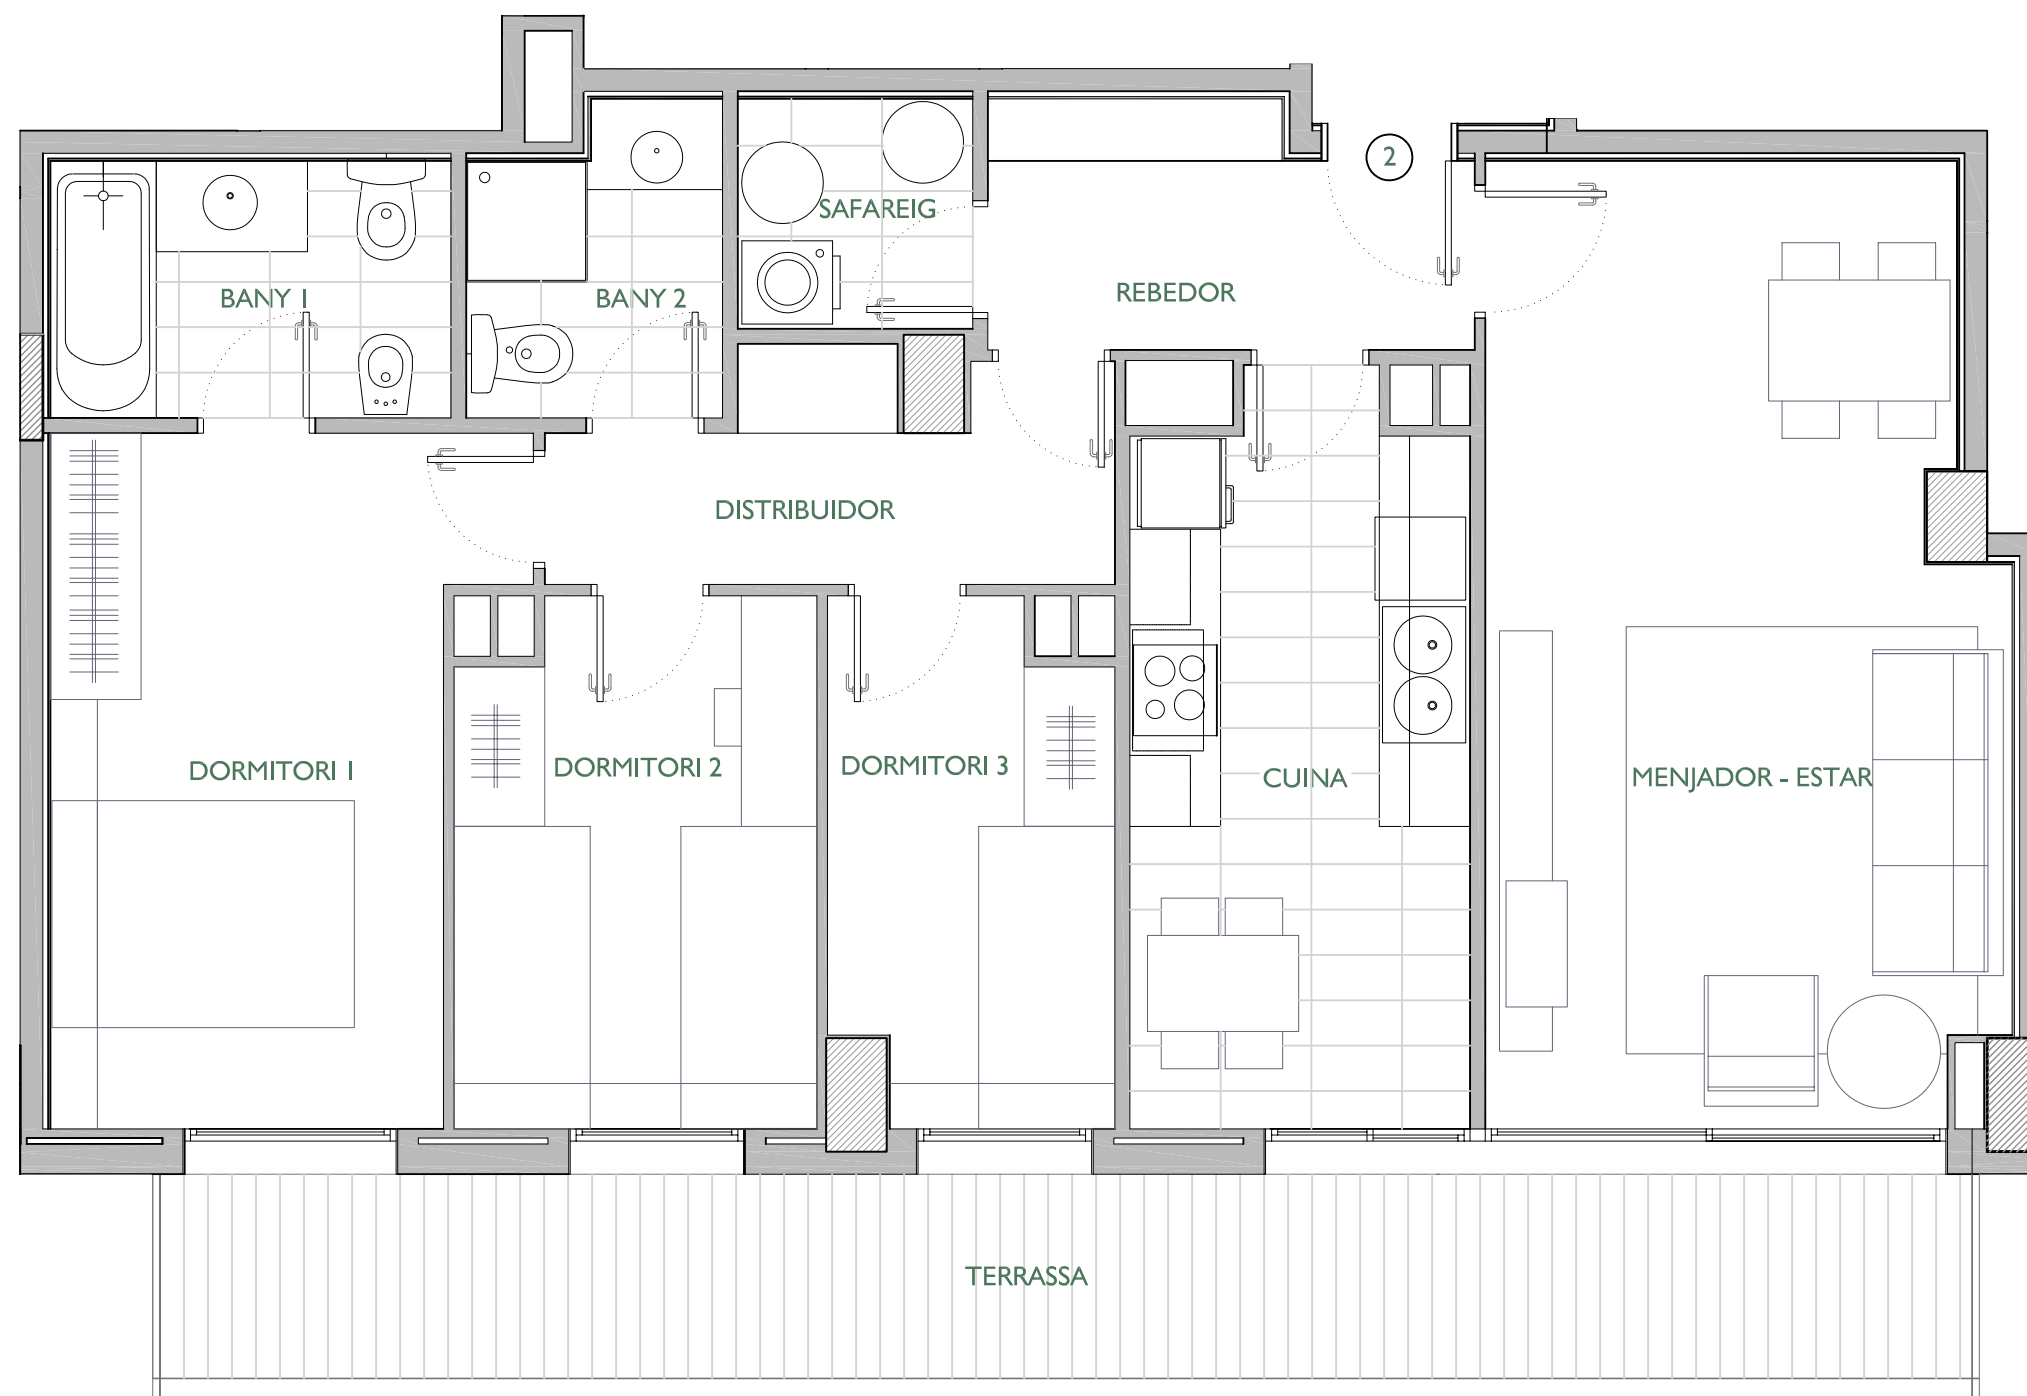 2
SAFAREIG
BANY 1
BANY 2
REBEDOR
DISTRIBUIDOR
DORMITORI 1
DORMITORI 2
DORMITORI 3
CUINA
MENJADOR - ESTAR
TERRASSA